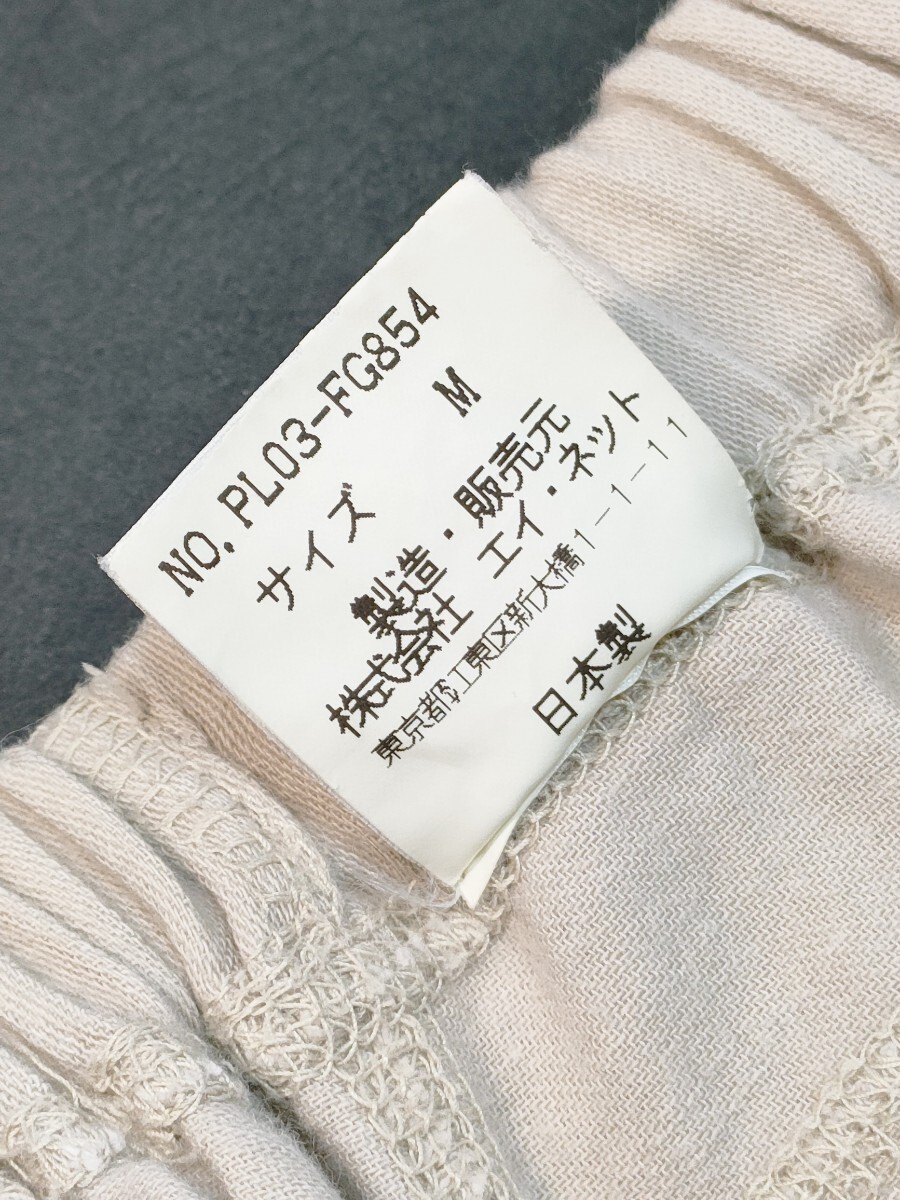 NO.PL03-FG854
サイズ M
製造・販売元
株式会社 エイ・ネット
東京都江東区新大橋1-1-11
日本製